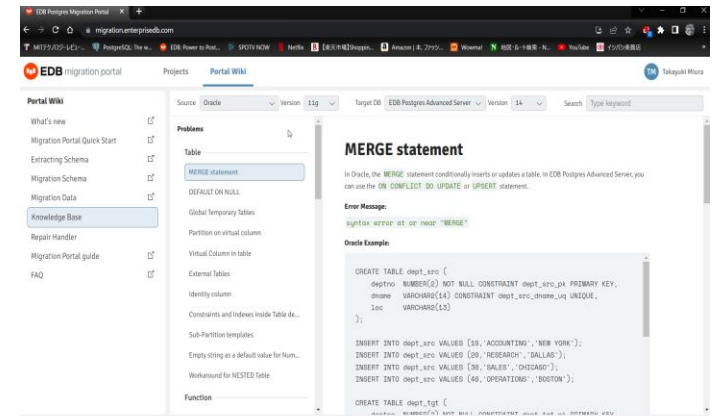 EDB Postgres Migration Portal
migration.enterprisedb.com
PostgreSQL: The w...
EDB: Power to Post...
SPOTV NOW
Netflix
Amazon | 本, ファッ...
Wowma!
YouTube
EDB migration portal
Projects
Portal Wiki
TM
Takayuki Miura
Portal Wiki
What's new
Migration Portal Quick Start
Extracting Schema
Migration Schema
Migration Data
Knowledge Base
Repair Handler
Migration Portal guide
FAQ
Source
Oracle
Version
11g
Target DB
EDB Postgres Advanced Server
Version
14
Search
Type keyword
Problems
Table
MERGE statement
DEFAULT ON NULL
Global Temporary Tables
Partition on virtual column
Virtual Column in table
External Tables
Identity column
Constraints and Indexes inside Table de...
Sub-Partition templates
Empty string as a default value for Num...
Workaround for NESTED Table
Function
MERGE statement
In Oracle, the MERGE statement conditionally inserts or updates a table. In EDB Postgres Advanced Server, you
can use the ON CONFLICT DO UPDATE or UPSERT statement.
Error Message:
syntax error at or near "MERGE"
Oracle Example:
CREATE TABLE dept_src (
deptno NUMBER(2) NOT NULL CONSTRAINT dept_src_pk PRIMARY KEY,
dname VARCHAR2(14) CONSTRAINT dept_src_dname_uq UNIQUE,
loc VARCHAR2(13)
);
INSERT INTO dept_src VALUES (10,'ACCOUNTING','NEW YORK');
INSERT INTO dept_src VALUES (20,'RESEARCH','DALLAS');
INSERT INTO dept_src VALUES (30,'SALES','CHICAGO');
INSERT INTO dept_src VALUES (40,'OPERATIONS','BOSTON');
CREATE TABLE dept_tgt (